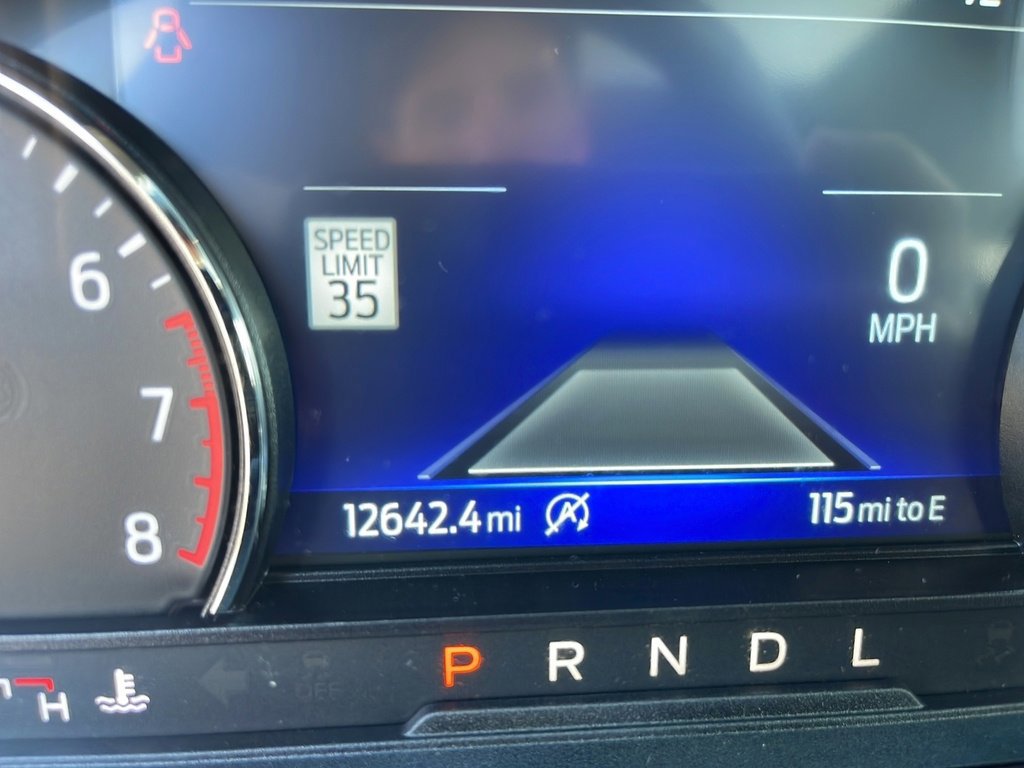 SPEED
LIMIT
35
0
MPH
6
7
8
12642.4 mi
115 mi to E
H
P R N D L